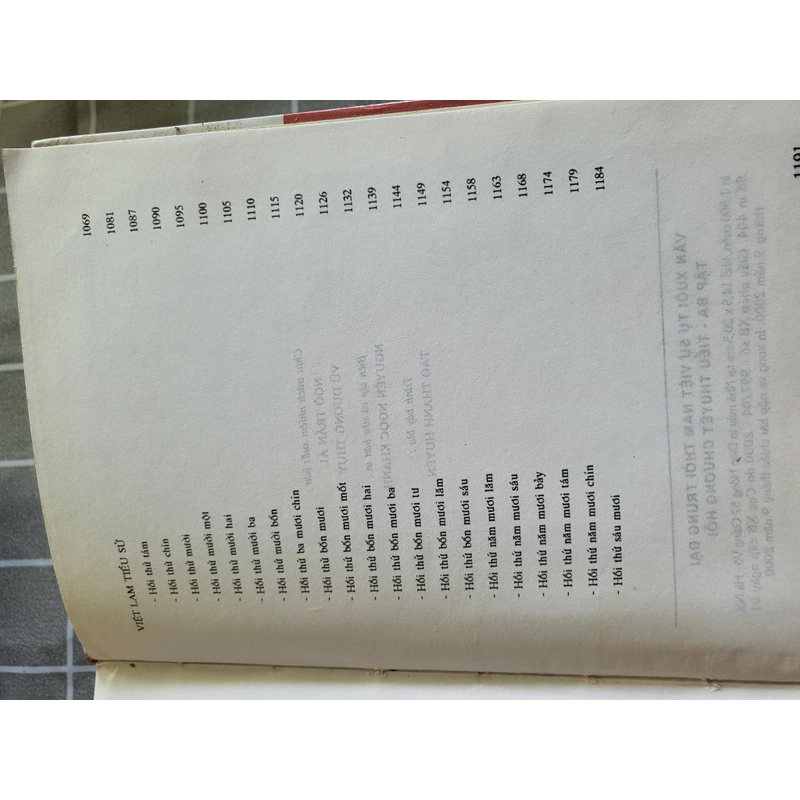 VIỆT LAM TIỂU SỬ 1069
- Hồi thứ tám 1081
- Hồi thứ chín 1087
- Hồi thứ mười 1090
- Hồi thứ mười một 1095
- Hồi thứ mười hai 1100
- Hồi thứ mười ba 1105
- Hồi thứ mười bốn 1110
- Hồi thứ ba mươi chín 1115
- Hồi thứ bốn mươi 1120
- Hồi thứ bốn mươi mốt 1126
- Hồi thứ bốn mươi hai 1132
- Hồi thứ bốn mươi ba 1139
- Hồi thứ bốn mươi tư 1144
- Hồi thứ bốn mươi lăm 1149
- Hồi thứ bốn mươi sáu 1154
- Hồi thứ năm mươi lăm 1158
- Hồi thứ năm mươi sáu 1163
- Hồi thứ năm mươi bảy 1168
- Hồi thứ năm mươi tám 1174
- Hồi thứ năm mươi chín 1179
- Hồi thứ sáu mươi 1184
1191